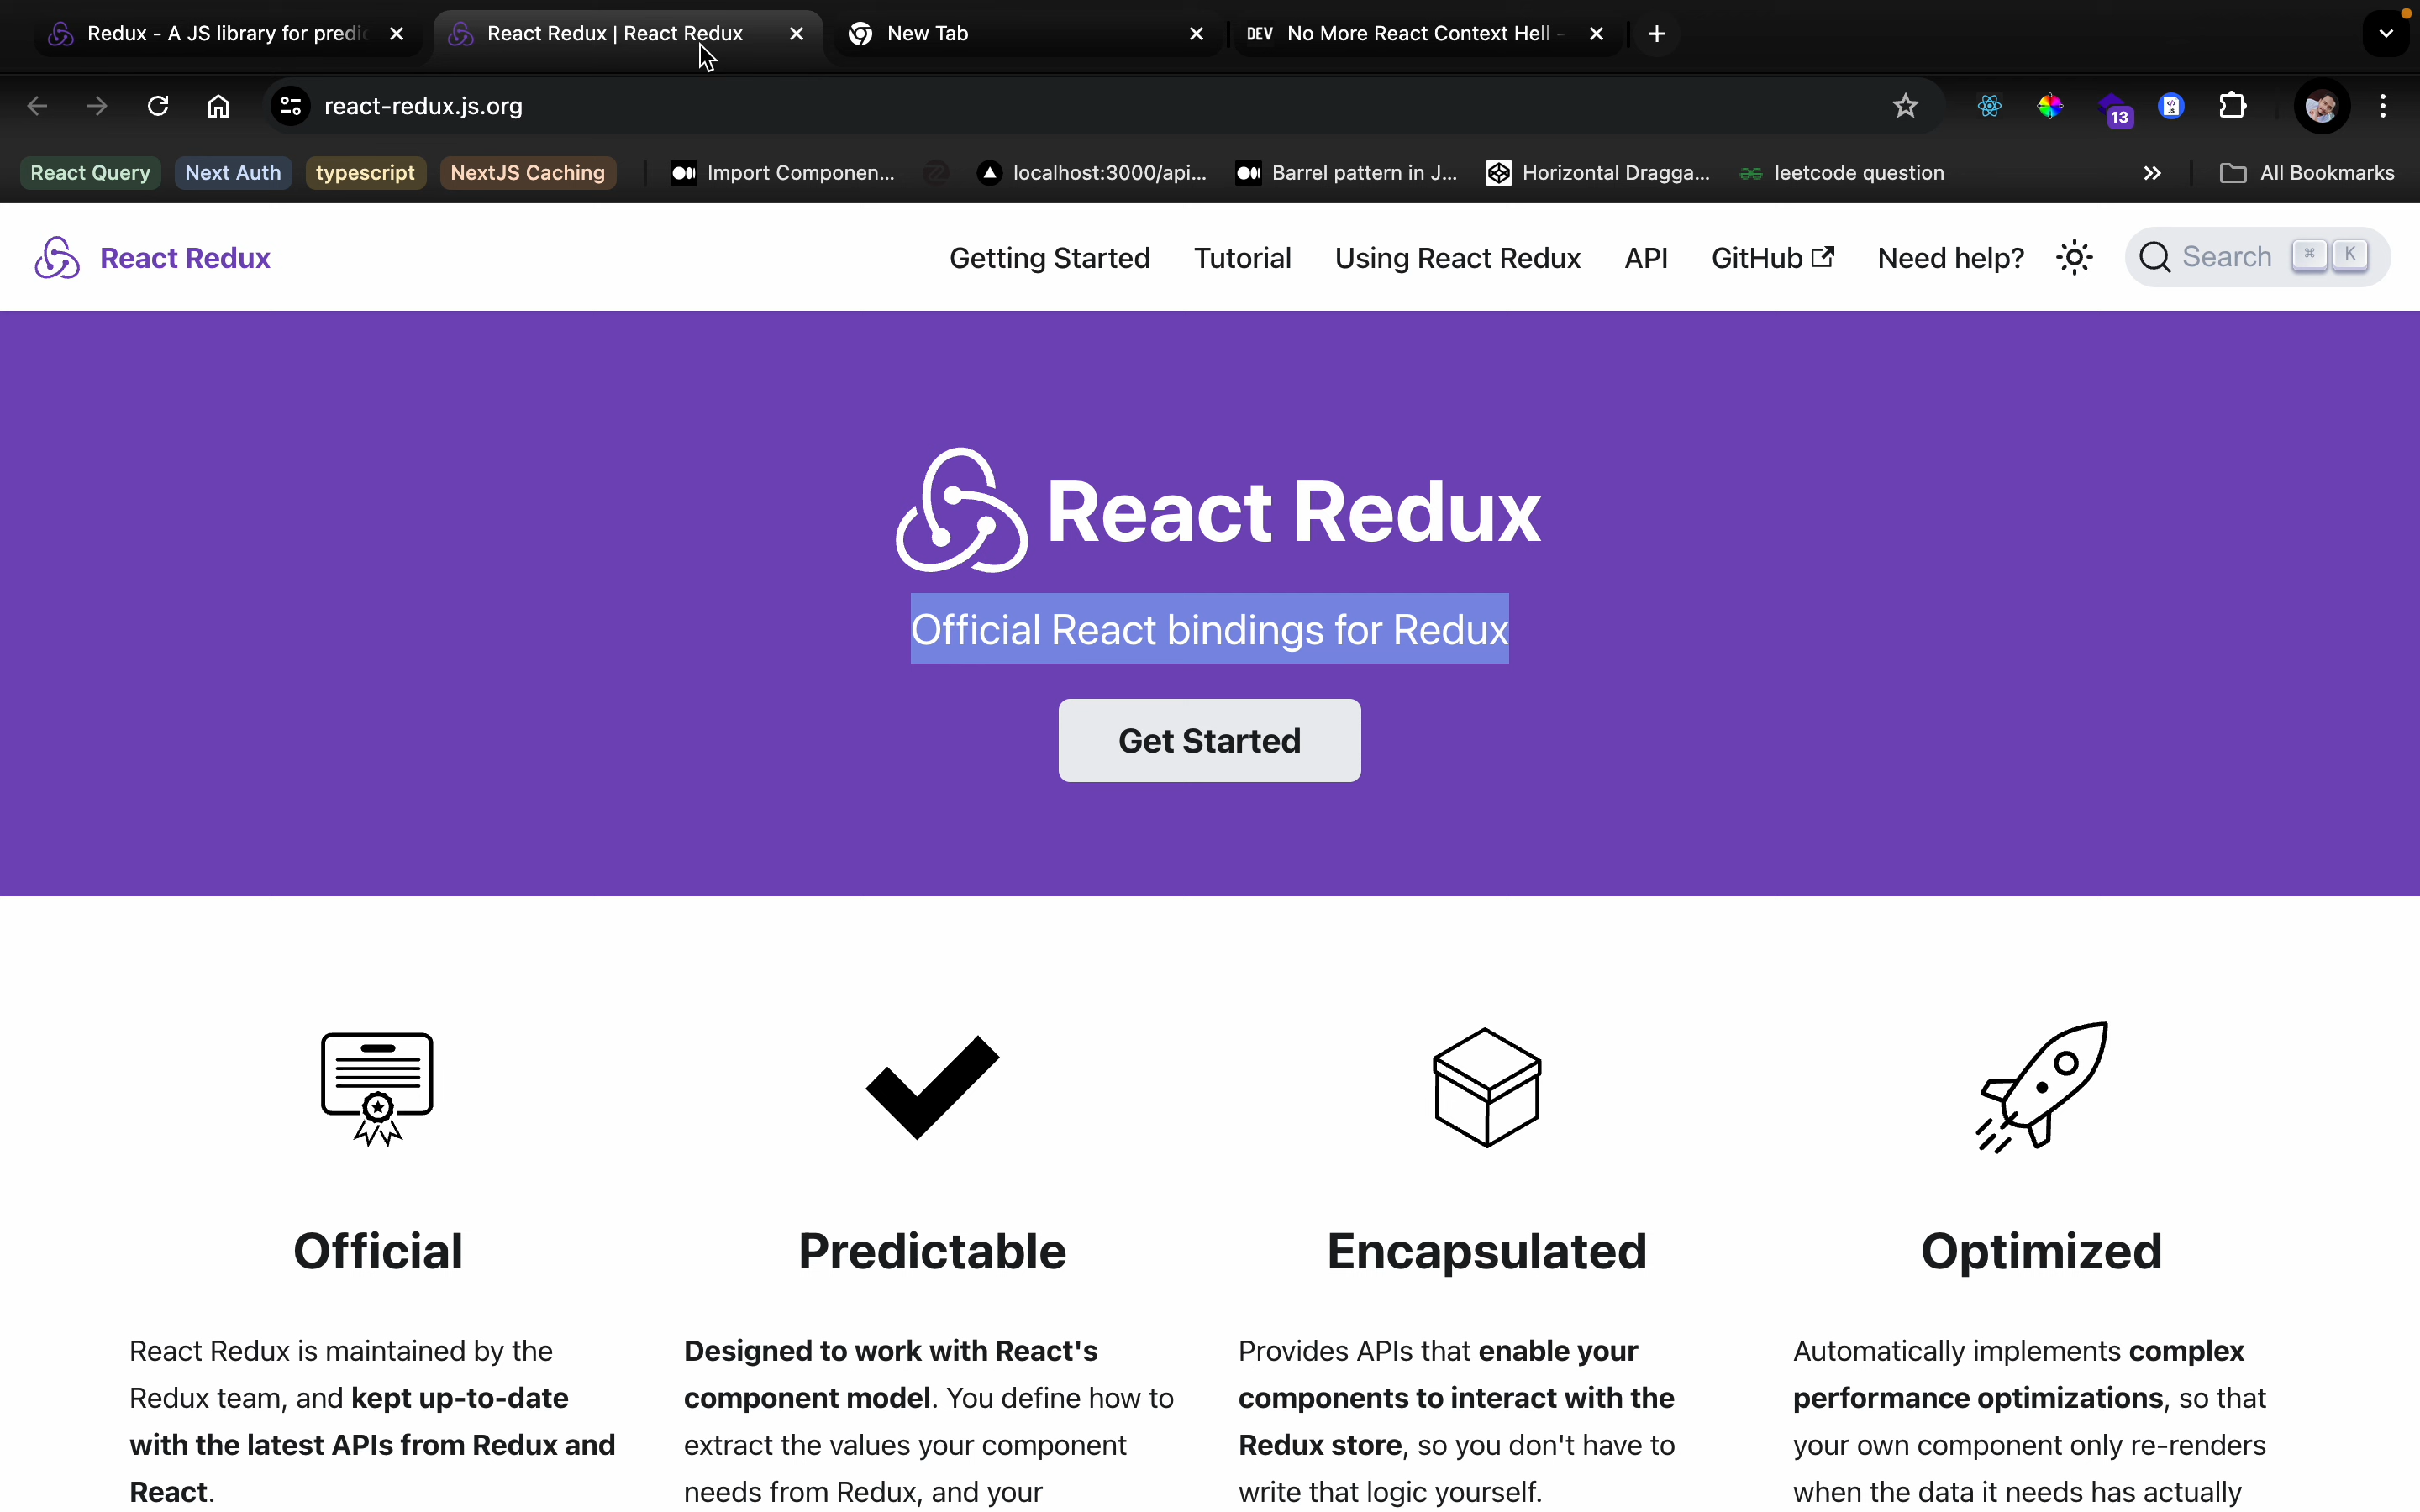 Redux - A JS library for predic
React Redux | React Redux
New Tab
DEV No More React Context Hell -
react-redux.js.org
13
React Query
Next Auth
typescript
NextJS Caching
Import Componen...
localhost:3000/api...
Barrel pattern in J...
Horizontal Dragga...
leetcode question
All Bookmarks
React Redux
Getting Started
Tutorial
Using React Redux
API
GitHub
Need help?
Search ⌘ K
React Redux
Official React bindings for Redux
Get Started
Official
React Redux is maintained by the
Redux team, and kept up-to-date
with the latest APIs from Redux and
React.
Predictable
Designed to work with React's
component model. You define how to
extract the values your component
needs from Redux, and your
Encapsulated
Provides APIs that enable your
components to interact with the
Redux store, so you don't have to
write that logic yourself.
Optimized
Automatically implements complex
performance optimizations, so that
your own component only re-renders
when the data it needs has actually